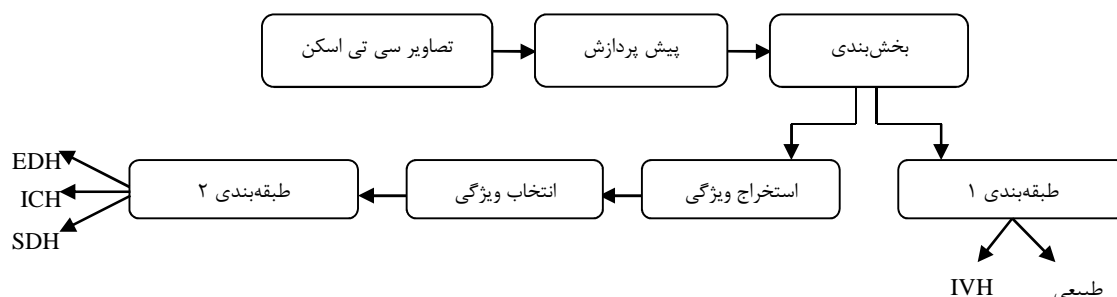 تصاویر سی تی اسکن
پیش پردازش
بخش‌بندی
طبقه‌بندی ۱
استخراج ویژگی
انتخاب ویژگی
طبقه‌بندی ۲
EDH
ICH
SDH
طبیعی
IVH